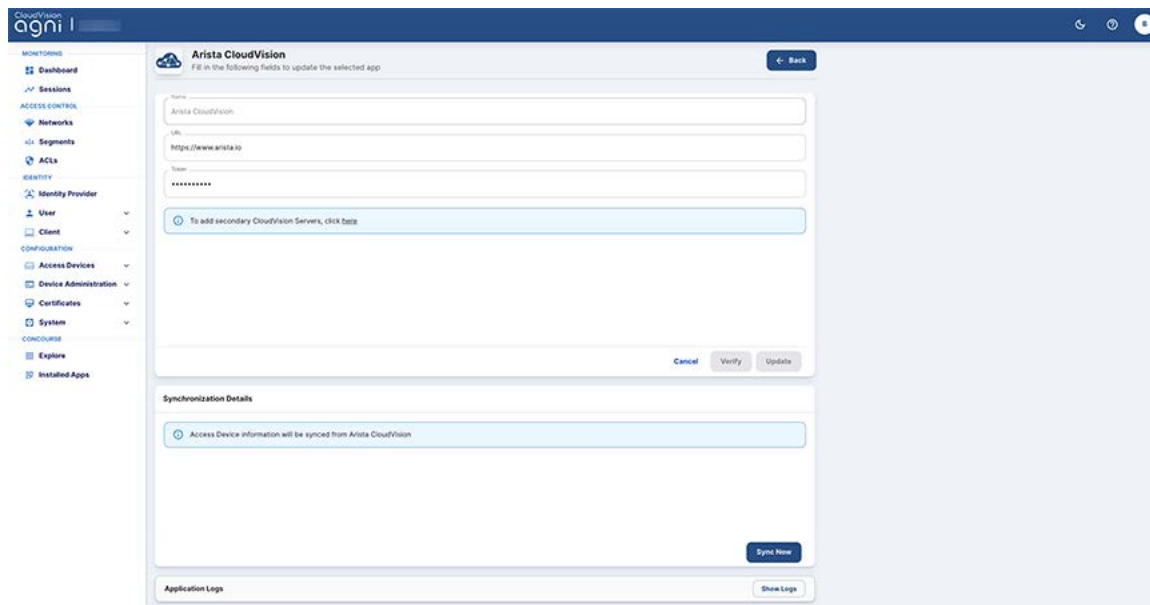 CloudVision
agni
MONITORING
Dashboard
Sessions
ACCESS CONTROL
Networks
Segments
ACLs
IDENTITY
Identity Provider
User
Client
CONFIGURATION
Access Devices
Device Administration
Certificates
System
CONCOURSE
Explore
Installed Apps
Arista CloudVision
Fill in the following fields to update the selected app
← Back
Name
Arista CloudVision
URL
https://www.arista.io
Token
••••••••••
To add secondary CloudVision Servers, click here
Cancel
Verify
Update
Synchronization Details
Access Device information will be synced from Arista CloudVision
Sync Now
Application Logs
Show Logs